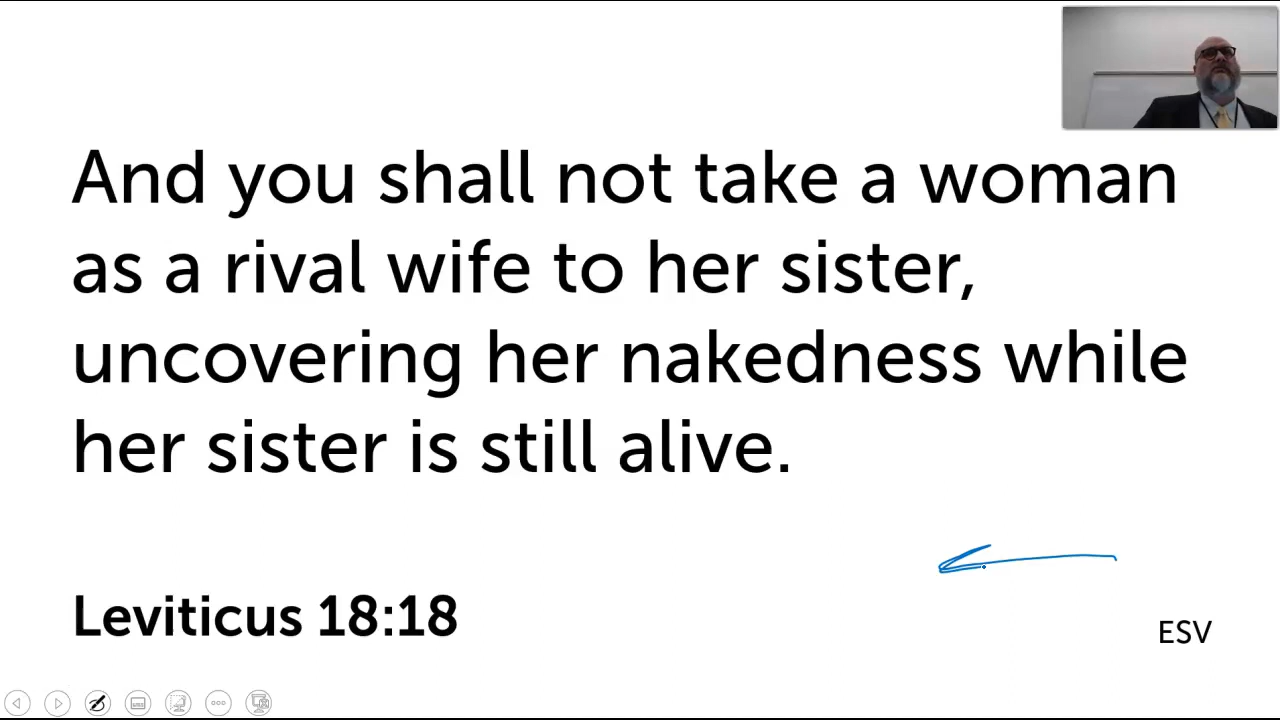 And you shall not take a woman
as a rival wife to her sister,
uncovering her nakedness while
her sister is still alive.
Leviticus 18:18
ESV